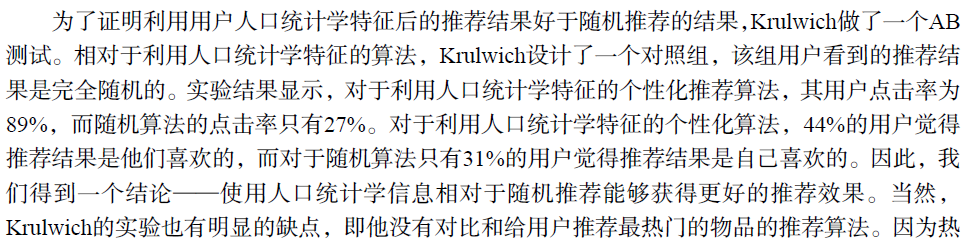 为了证明利用用户人口统计学特征后的推荐结果好于随机推荐的结果,Krulwich做了一个AB
测试。相对于利用人口统计学特征的算法，Krulwich设计了一个对照组，该组用户看到的推荐结
果是完全随机的。实验结果显示，对于利用人口统计学特征的个性化推荐算法，其用户点击率为
89%，而随机算法的点击率只有27%。对于利用人口统计学特征的个性化算法，44%的用户觉得
推荐结果是他们喜欢的，而对于随机算法只有31%的用户觉得推荐结果是自己喜欢的。因此，我
们得到一个结论——使用人口统计学信息相对于随机推荐能够获得更好的推荐效果。当然，
Krulwich的实验也有明显的缺点，即他没有对比和给用户推荐最热门的物品的推荐算法。因为热